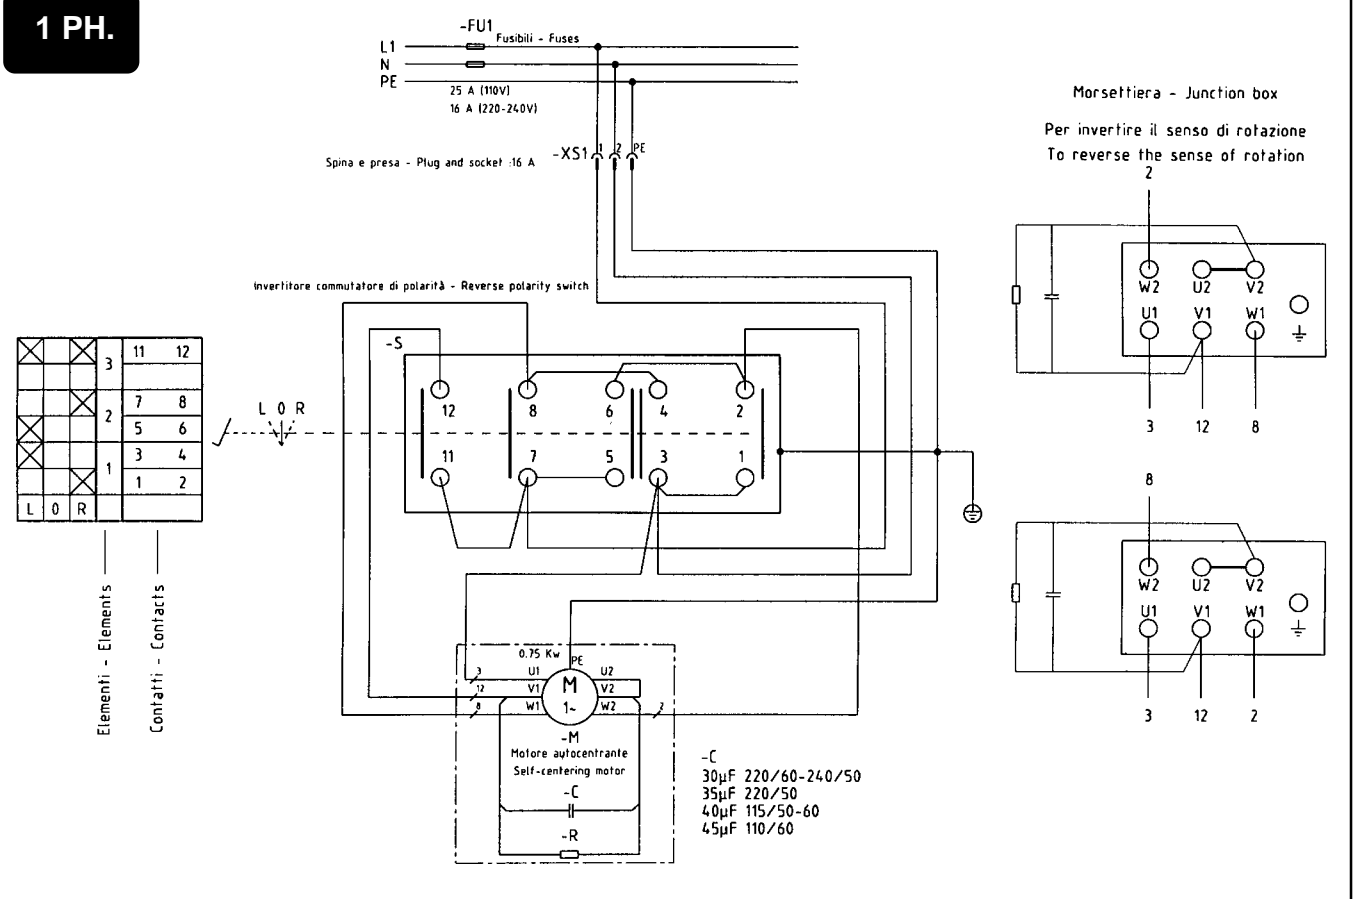 1 PH.
-FU1
Fusibili - Fuses
L1
N
PE
25 A (110V)
16 A (220-240V)
Spina e presa - Plug and socket :16 A
-XS1
1 2 PE
Invertitore commutatore di polarità - Reverse polarity switch
-S
12 8 6 4 2
11 7 5 3 1
L O R
3 11 12
2 7 8
5 6
1 3 4
1 2
L O R
Elementi - Elements
Contatti - Contacts
0.75 Kw
PE
3 U1 M U2
12 V1 V2
8 W1 1~ W2 2
-M
Motore autocentrante
Self-centering motor
-C
-R
-C
30µF 220/60-240/50
35µF 220/50
40µF 115/50-60
45µF 110/60
Morsettiera - Junction box
Per invertire il senso di rotazione
To reverse the sense of rotation
2
W2 U2 V2
U1 V1 W1
3 12 8
8
W2 U2 V2
U1 V1 W1
3 12 2